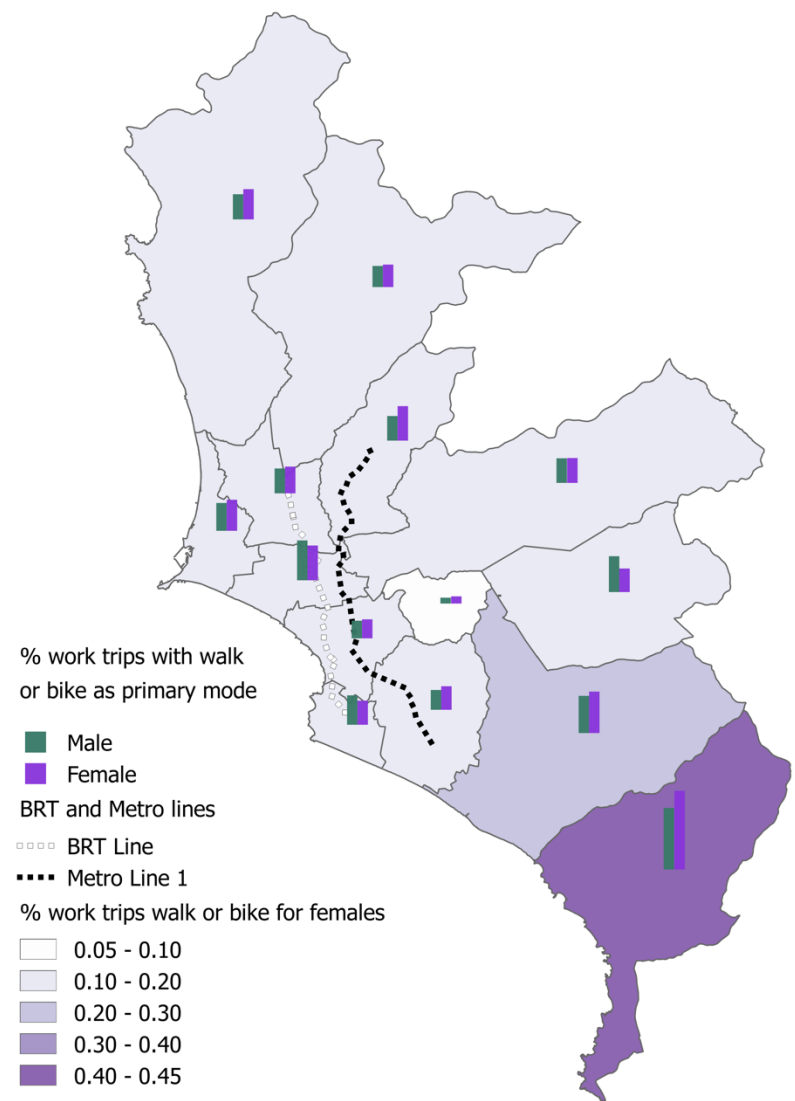 % work trips with walk
or bike as primary mode
Male
Female
BRT and Metro lines
BRT Line
Metro Line 1
% work trips walk or bike for females
0.05 - 0.10
0.10 - 0.20
0.20 - 0.30
0.30 - 0.40
0.40 - 0.45